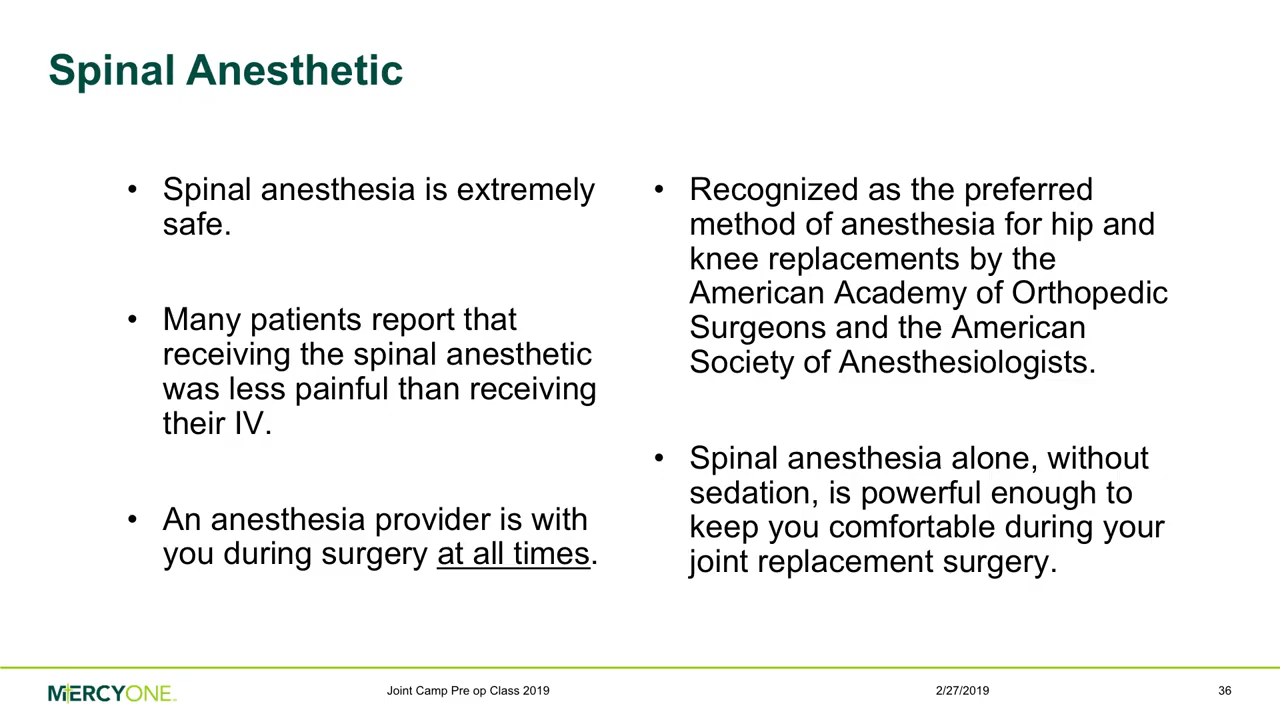 Spinal Anesthetic
• Spinal anesthesia is extremely
safe.
• Many patients report that
receiving the spinal anesthetic
was less painful than receiving
their IV.
• An anesthesia provider is with
you during surgery at all times.
• Recognized as the preferred
method of anesthesia for hip and
knee replacements by the
American Academy of Orthopedic
Surgeons and the American
Society of Anesthesiologists.
• Spinal anesthesia alone, without
sedation, is powerful enough to
keep you comfortable during your
joint replacement surgery.
MERCYONE
Joint Camp Pre op Class 2019
2/27/2019
36